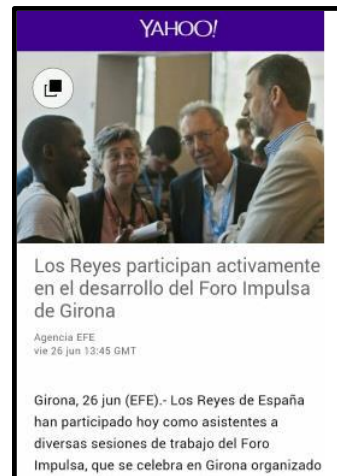 YAHOO!
Los Reyes participan activamente
en el desarrollo del Foro Impulsa
de Girona
Agencia EFE
vie 26 jun 13:45 GMT
Girona, 26 jun (EFE).- Los Reyes de España
han participado hoy como asistentes a
diversas sesiones de trabajo del Foro
Impulsa, que se celebra en Girona organizado